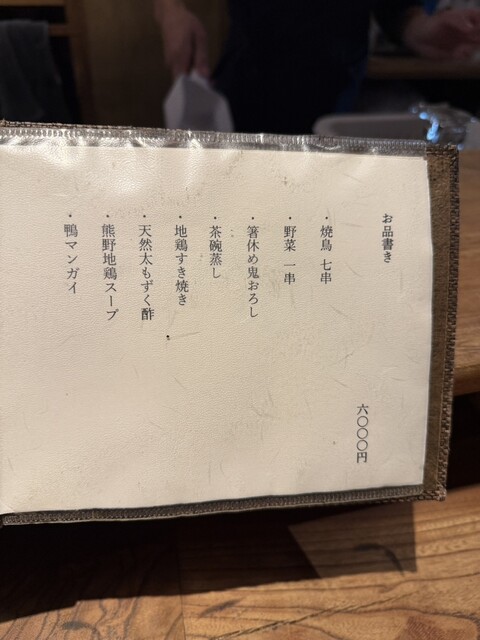 お品書き
六〇〇〇円
・焼鳥 七串
・野菜 一串
・箸休め鬼おろし
・茶碗蒸し
・地鶏すき焼き
・天然太もずく酢
・熊野地鶏スープ
・鴨マンガイ